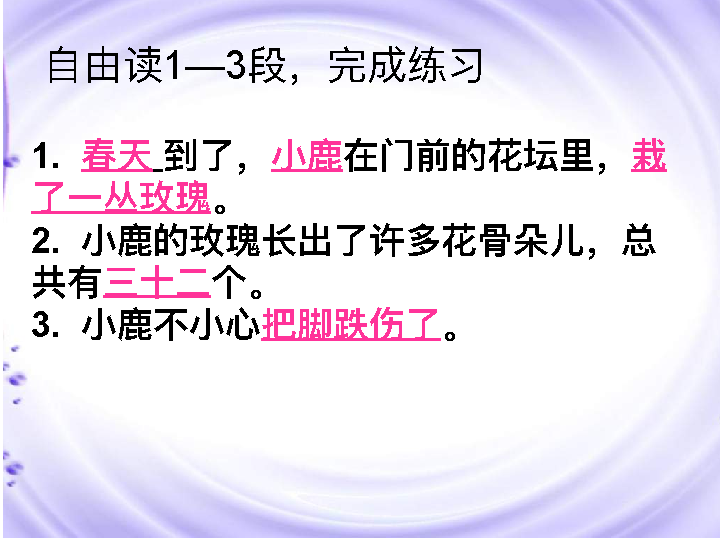 自由读1—3段，完成练习
1. 春天 到了，小鹿在门前的花坛里，栽
了一丛玫瑰。
2. 小鹿的玫瑰长出了许多花骨朵儿，总
共有三十二个。
3. 小鹿不小心把脚跌伤了。